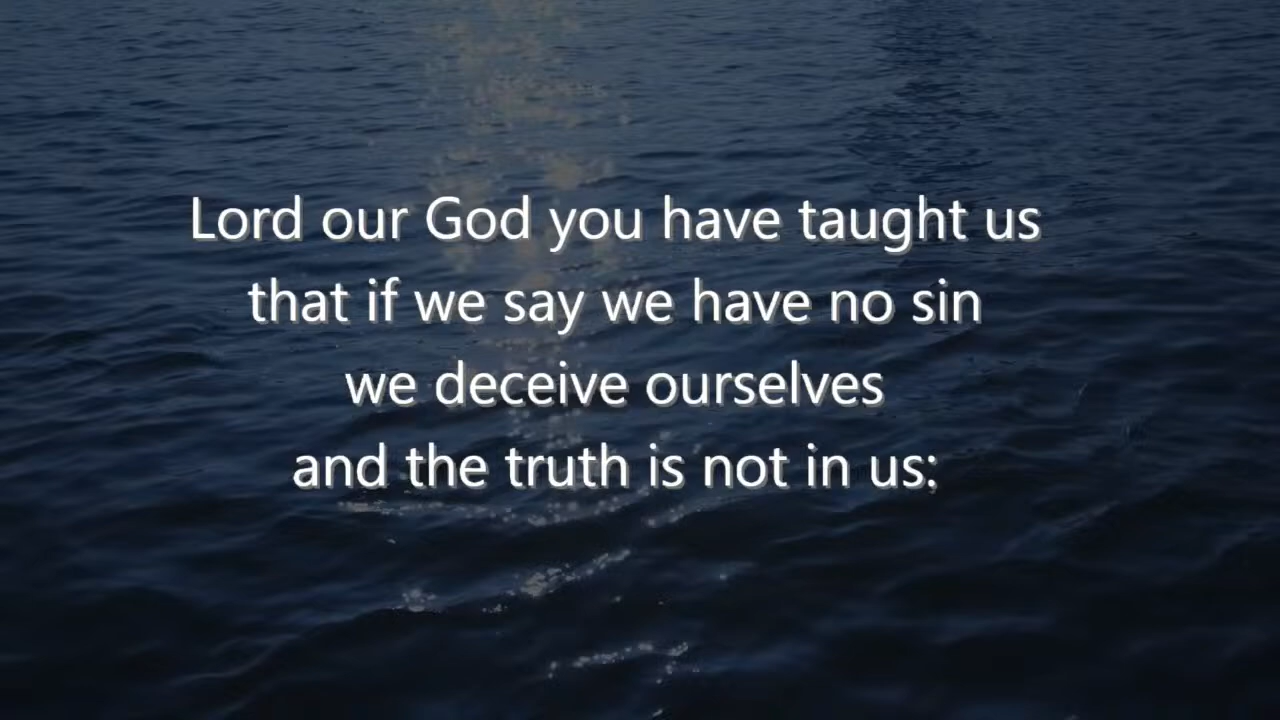 Lord our God you have taught us
that if we say we have no sin
we deceive ourselves
and the truth is not in us: